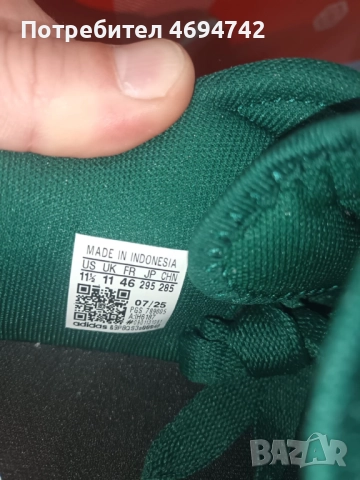 Потребител 4694742
MADE IN INDONESIA
US UK FR JP CHN
11½ 11 46 295 285
07/25
adidas
BAZAR